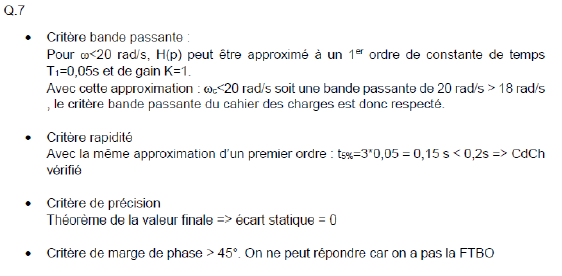 Q.7
• Critère bande passante :
Pour ω<20 rad/s, H(p) peut être approximé à un 1er ordre de constante de temps
T1=0,05s et de gain K=1.
Avec cette approximation : ωc<20 rad/s soit une bande passante de 20 rad/s > 18 rad/s
, le critère bande passante du cahier des charges est donc respecté.
• Critère rapidité
Avec la même approximation d'un premier ordre : t5%=3*0,05 = 0,15 s < 0,2s => CdCh
vérifié
• Critère de précision
Théorème de la valeur finale => écart statique = 0
• Critère de marge de phase > 45°. On ne peut répondre car on a pas la FTBO